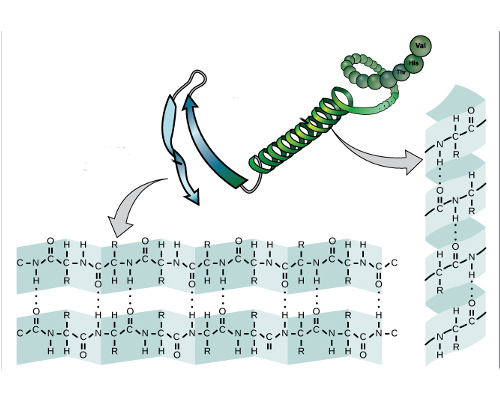 Val
His
Thr
O H H R O H H R O H H R O H H
C N C C N C C N C C N C C N C C N C C N C C N C C
H R O H H R O H H R O H H R O
O R H O R H O R H O R H
C C N C C N C C N C C N C C N C C N C C N C C N C
H H O R H H O R H H R H H O R
O
H C
N C
H R
H
O C
C N R
H
H O
C C N
R H
H O
N C C
H R